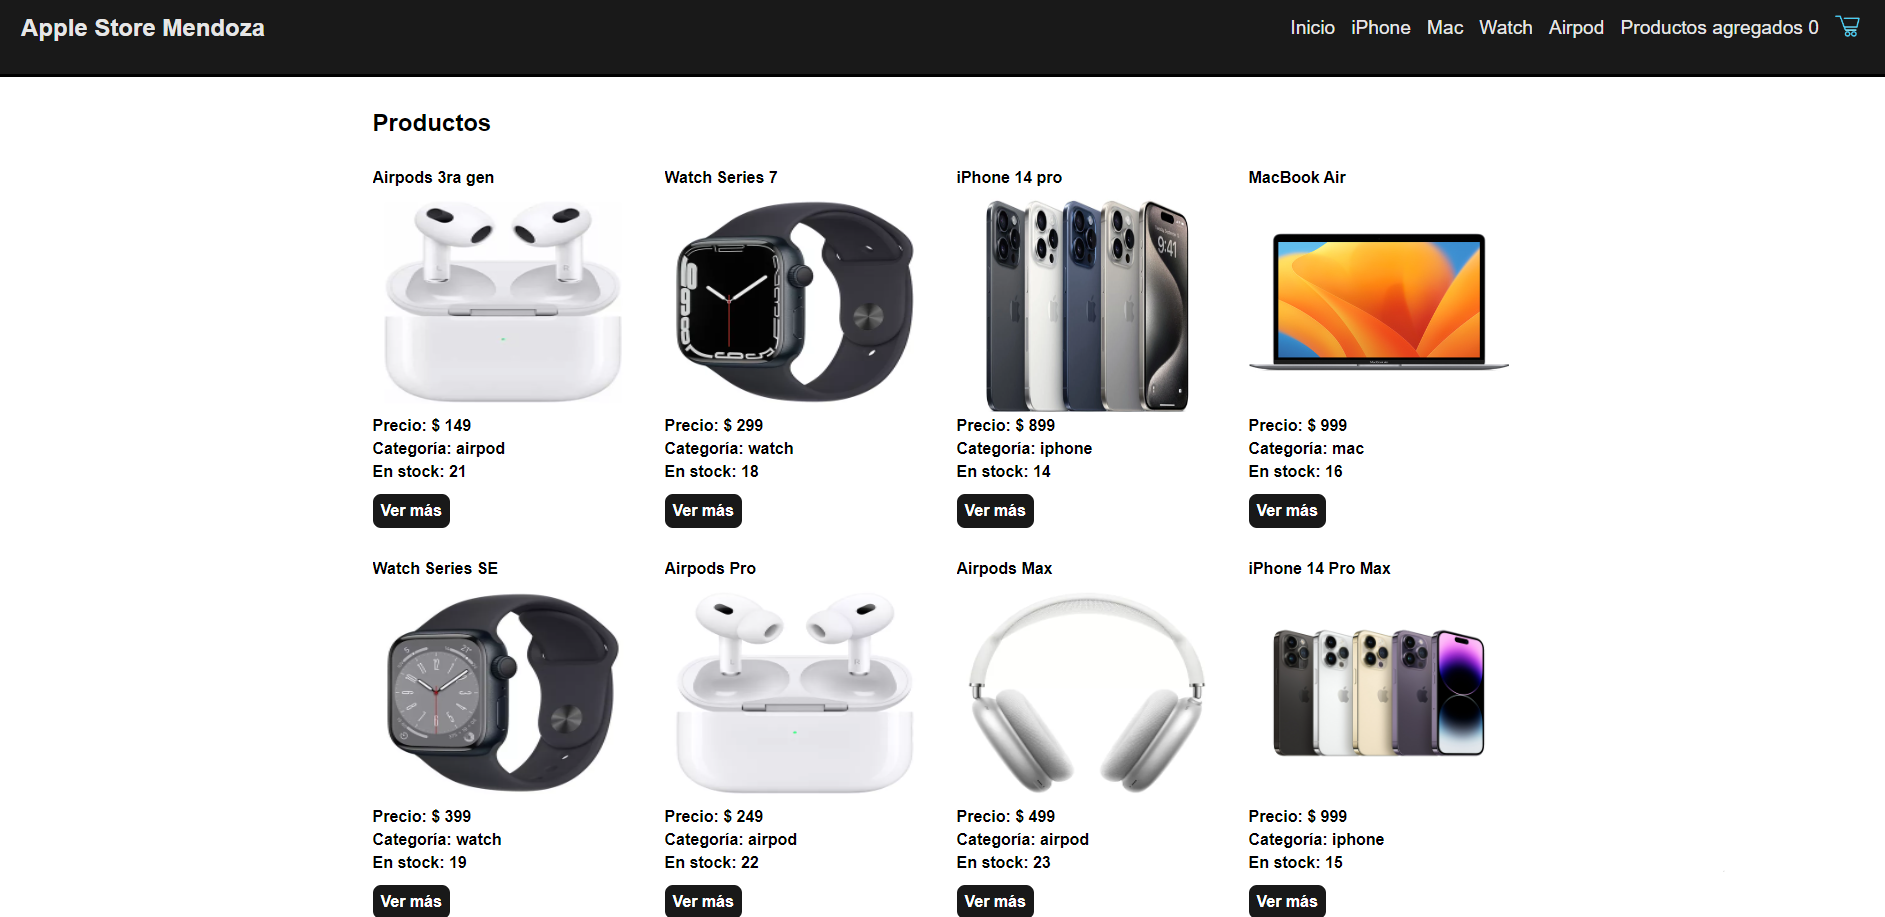 Apple Store Mendoza
Inicio iPhone Mac Watch Airpod Productos agregados 0
Productos
Airpods 3ra gen
Precio: $ 149
Categoría: airpod
En stock: 21
Ver más
Watch Series 7
Precio: $ 299
Categoría: watch
En stock: 18
Ver más
iPhone 14 pro
9:41
Precio: $ 899
Categoría: iphone
En stock: 14
Ver más
MacBook Air
Precio: $ 999
Categoría: mac
En stock: 16
Ver más
Watch Series SE
Precio: $ 399
Categoría: watch
En stock: 19
Ver más
Airpods Pro
Precio: $ 249
Categoría: airpod
En stock: 22
Ver más
Airpods Max
Precio: $ 499
Categoría: airpod
En stock: 23
Ver más
iPhone 14 Pro Max
Precio: $ 999
Categoría: iphone
En stock: 15
Ver más